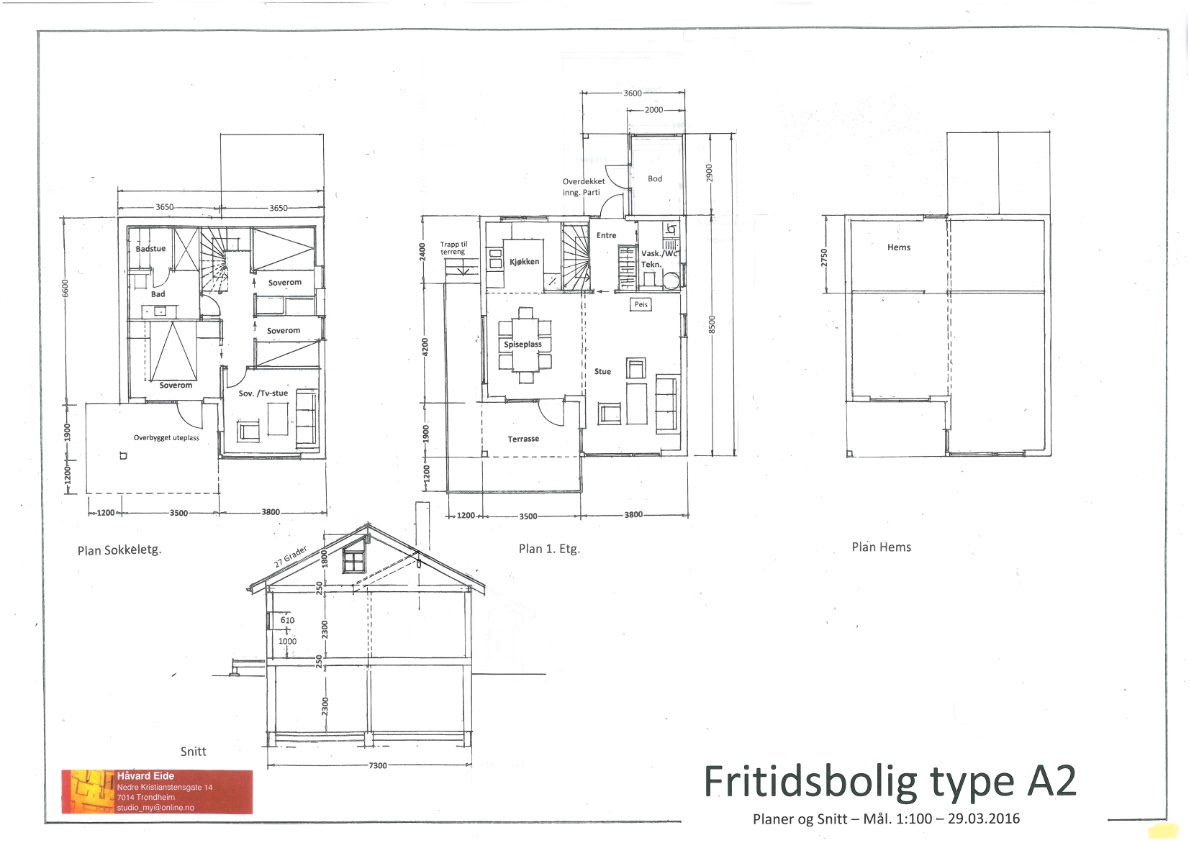 3600
2000
Overdekket
inng. Parti
Bod
2900
3650
3650
Badstue
Bad
Soverom
Soverom
Soverom
Sov. /Tv-stue
Overbygget uteplass
6600
1900
1200
1200
3500
3800
Plan Sokkeletg.
Trapp til
terreng
2400
Entre
Kjøkken
Vask./Wc
Tekn.
Peis
Spiseplass
Stue
Terrasse
4200
1900
1200
8500
1200
3500
3800
Plan 1. Etg.
Hems
2750
Plan Hems
27 Grader
1800
250
610
1000
2300
250
2300
7300
Snitt
Håvard Eide
Nedre Kristianstensgate 14
7014 Trondheim
studio_my@online.no
Fritidsbolig type A2
Planer og Snitt – Mål. 1:100 – 29.03.2016